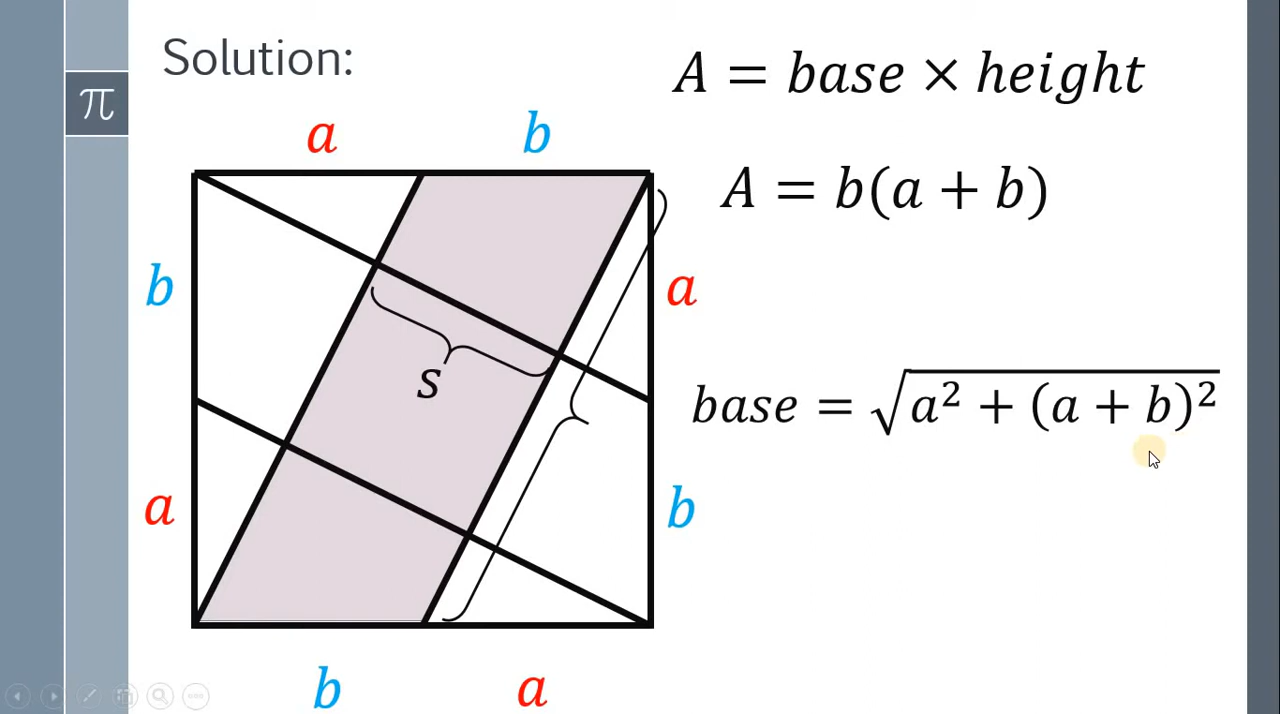 π
Solution:
A = base × height
a b
A = b(a + b)
b a
s
base = √a² + (a + b)²
a b
b a